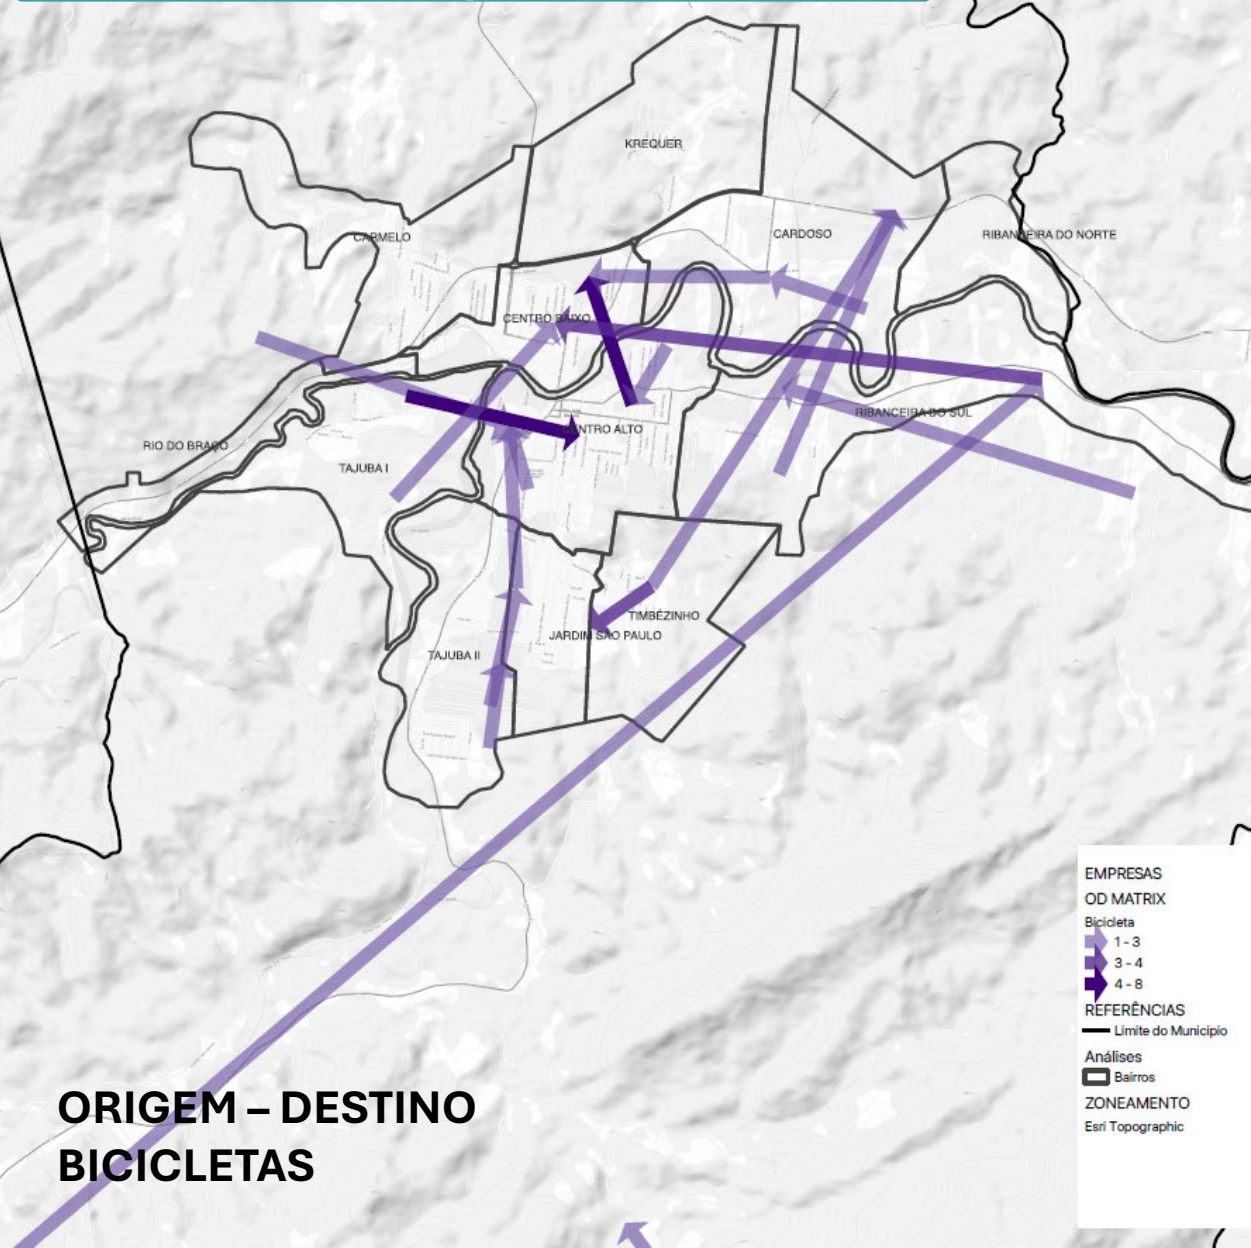 KREQUER
CARMELO
CARDOSO
RIBANCEIRA DO NORTE
CENTRO BAIXO
RIBANCEIRA DO SUL
CENTRO ALTO
RIO DO BRAÇO
TAJUBA I
TIMBÉZINHO
JARDIM SÃO PAULO
TAJUBA II
EMPRESAS
OD MATRIX
Bicicleta
1 - 3
3 - 4
4 - 8
REFERÊNCIAS
Limite do Município
Análises
Bairros
ZONEAMENTO
Esri Topographic
ORIGEM – DESTINO
BICICLETAS